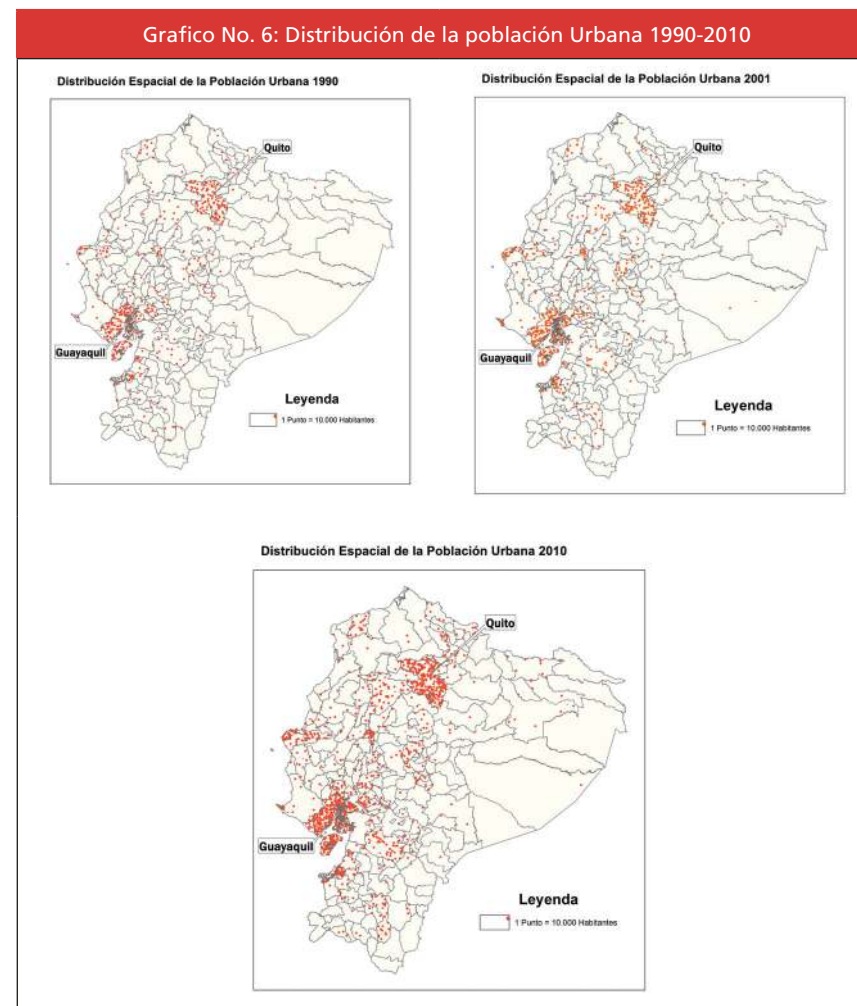 Grafico No. 6: Distribución de la población Urbana 1990-2010
Distribución Espacial de la Población Urbana 1990
Quito
Guayaquil
Leyenda
1 Punto = 10.000 Habitantes
Distribución Espacial de la Población Urbana 2001
Quito
Guayaquil
Leyenda
1 Punto = 10.000 Habitantes
Distribución Espacial de la Población Urbana 2010
Quito
Guayaquil
Leyenda
1 Punto = 10.000 Habitantes